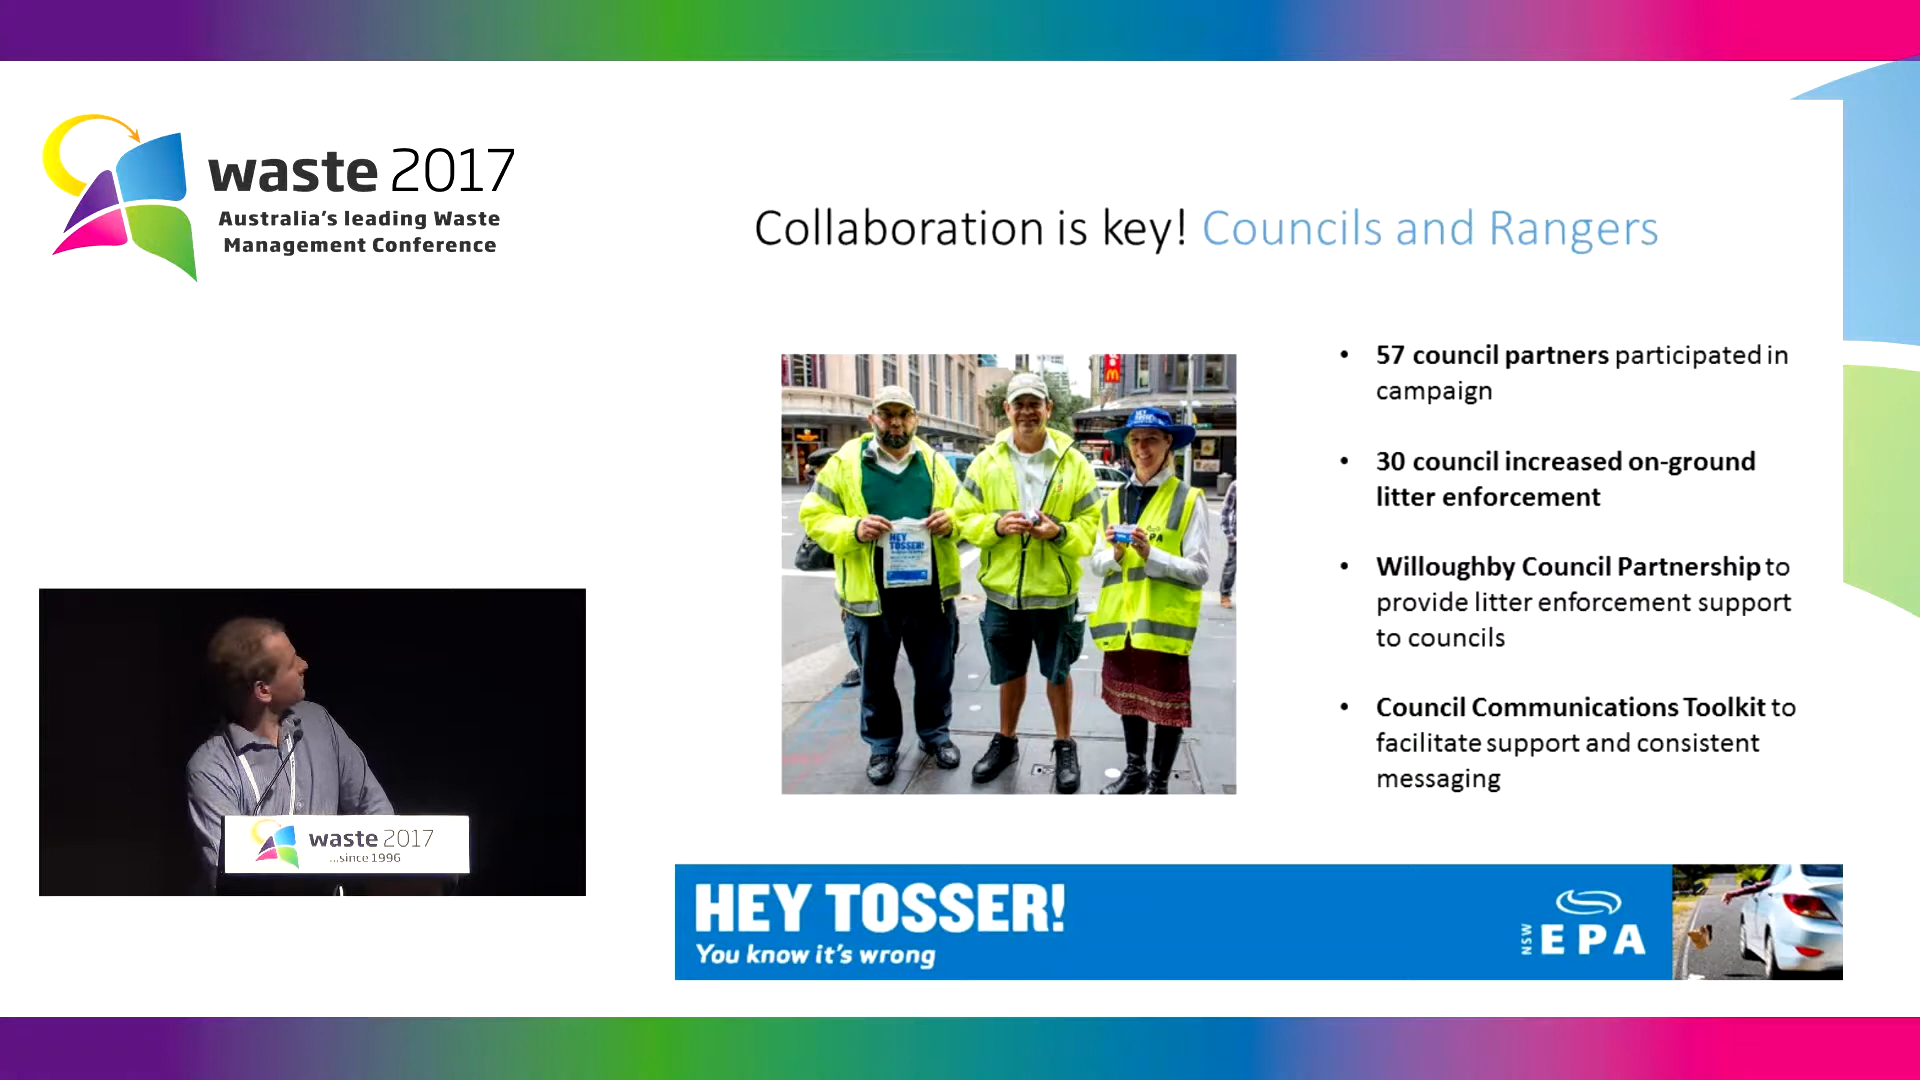 waste 2017
Australia's leading Waste
Management Conference
Collaboration is key! Councils and Rangers
• 57 council partners participated in
campaign
• 30 council increased on-ground
litter enforcement
• Willoughby Council Partnership to
provide litter enforcement support
to councils
• Council Communications Toolkit to
facilitate support and consistent
messaging
HEY
TOSSER!
EPA
waste 2017
...since 1996
HEY TOSSER!
You know it's wrong
NSW EPA